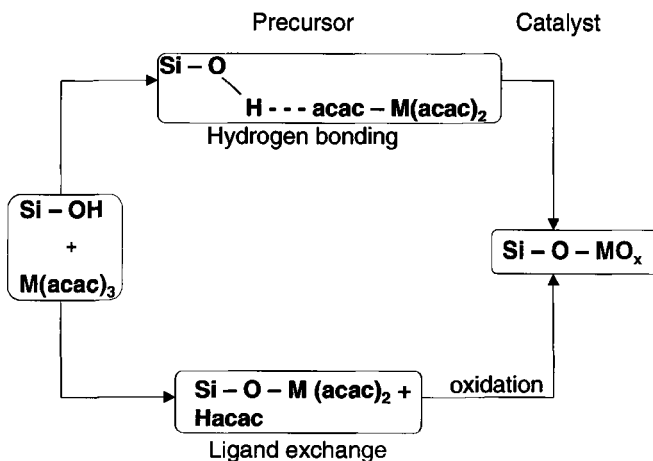 Precursor
Catalyst
Si – O
H - - - acac – M(acac)₂
Hydrogen bonding
Si – OH
+
M(acac)₃
Si – O – MOₓ
Si – O – M (acac)₂ +
Hacac
oxidation
Ligand exchange